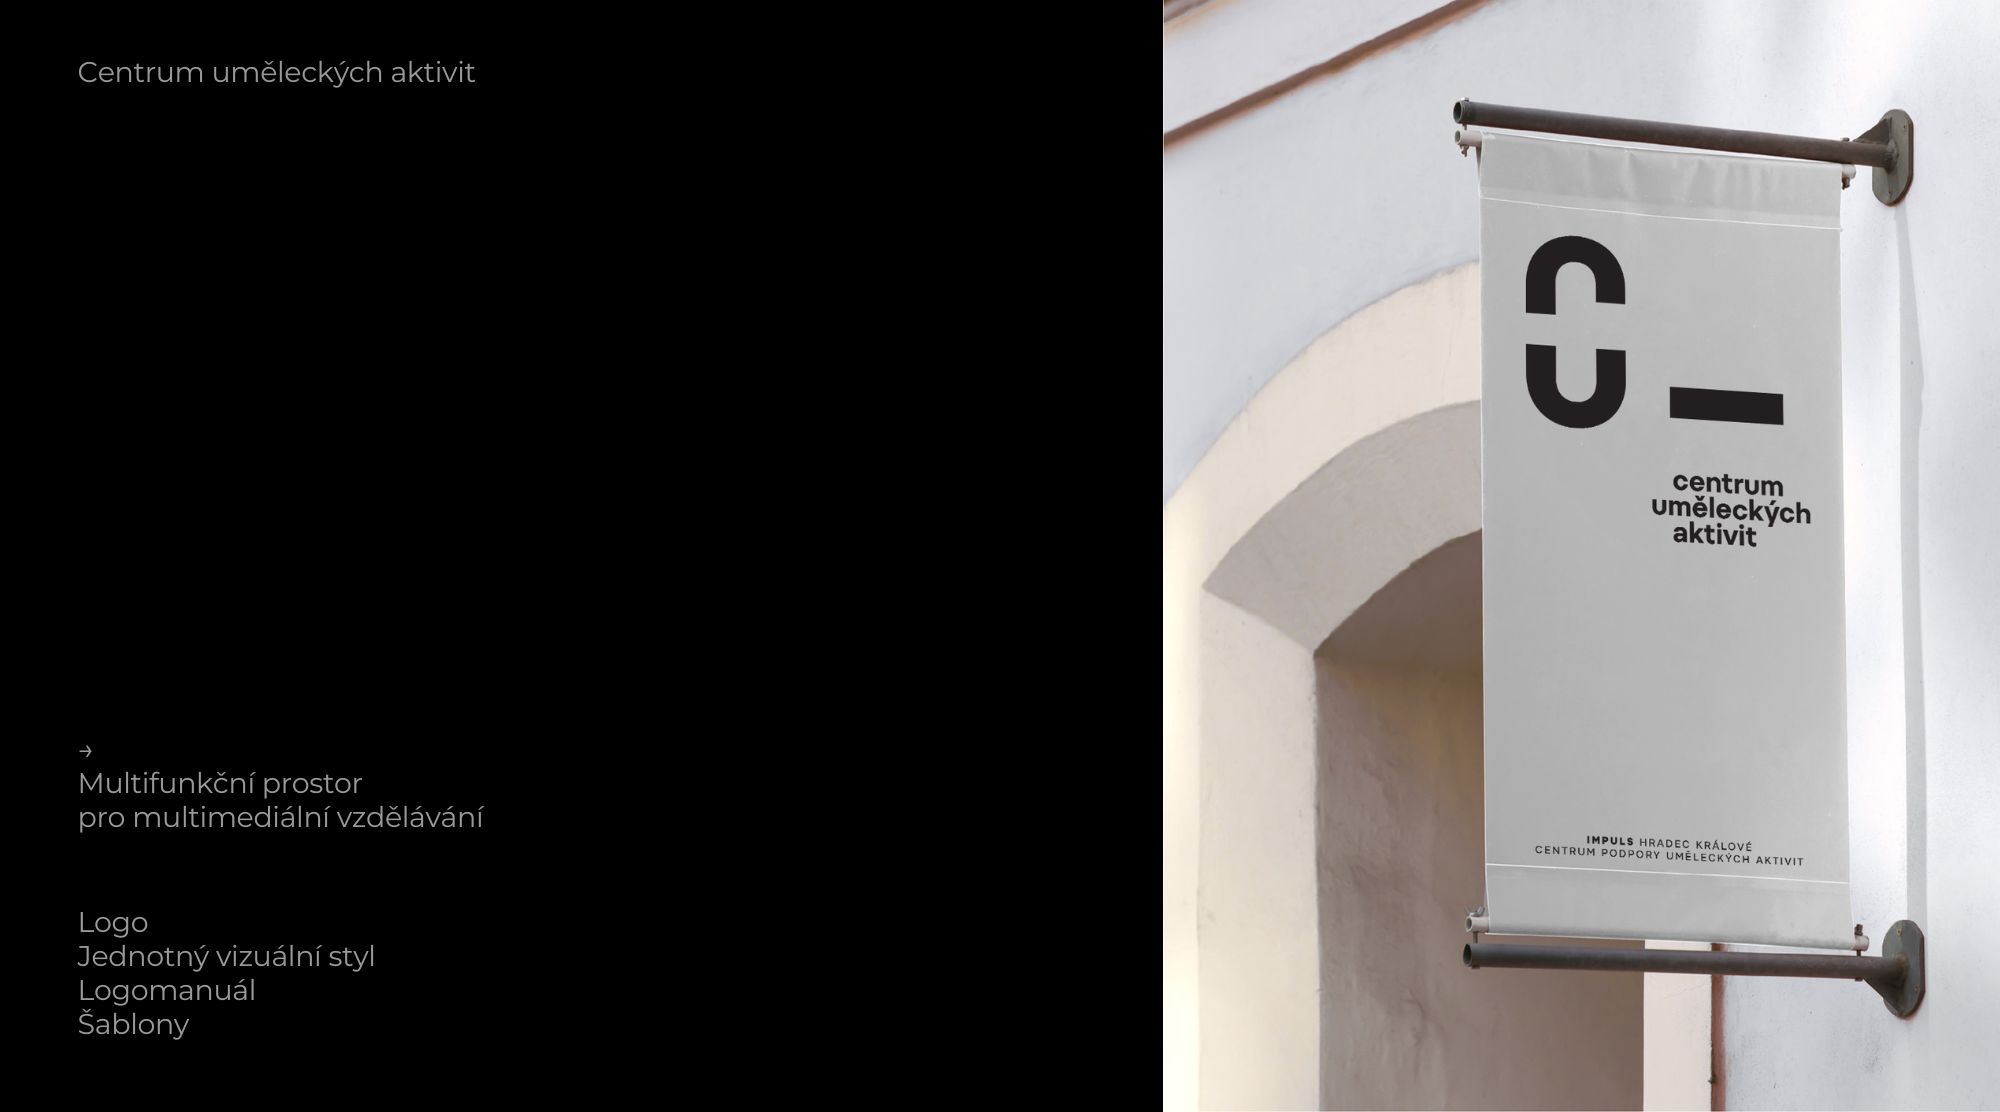 Centrum uměleckých aktivit
→
Multifunkční prostor
pro multimediální vzdělávání
Logo
Jednotný vizuální styl
Logomanuál
Šablony
centrum
uměleckých
aktivit
IMPULS HRADEC KRÁLOVÉ
CENTRUM PODPORY UMĚLECKÝCH AKTIVIT